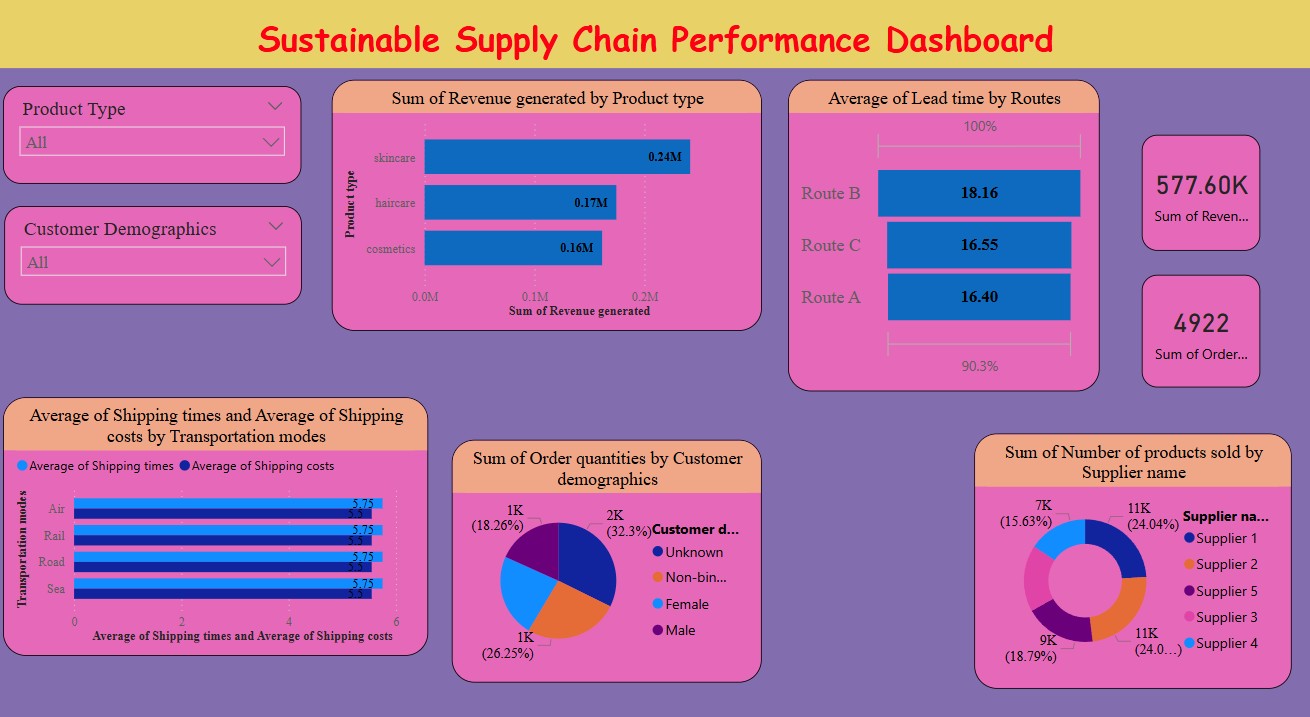 Sustainable Supply Chain Performance Dashboard
Product Type
All
Customer Demographics
All
Sum of Revenue generated by Product type
Product type
skincare
0.24M
haircare
0.17M
cosmetics
0.16M
0.0M
0.1M
0.2M
Sum of Revenue generated
Average of Lead time by Routes
100%
Route B
18.16
Route C
16.55
Route A
16.40
90.3%
577.60K
Sum of Reven...
4922
Sum of Order...
Average of Shipping times and Average of Shipping
costs by Transportation modes
Average of Shipping times
Average of Shipping costs
Transportation modes
Air
5.75
5.5
Rail
5.75
5.5
Road
5.75
5.5
Sea
5.75
5.5
0
2
4
6
Average of Shipping times and Average of Shipping costs
Sum of Order quantities by Customer
demographics
1K
(18.26%)
2K
(32.3%)
1K
(26.25%)
Customer d...
Unknown
Non-bin...
Female
Male
Sum of Number of products sold by
Supplier name
7K
(15.63%)
11K
(24.04%)
9K
(18.79%)
11K
(24.0...)
Supplier na...
Supplier 1
Supplier 2
Supplier 5
Supplier 3
Supplier 4